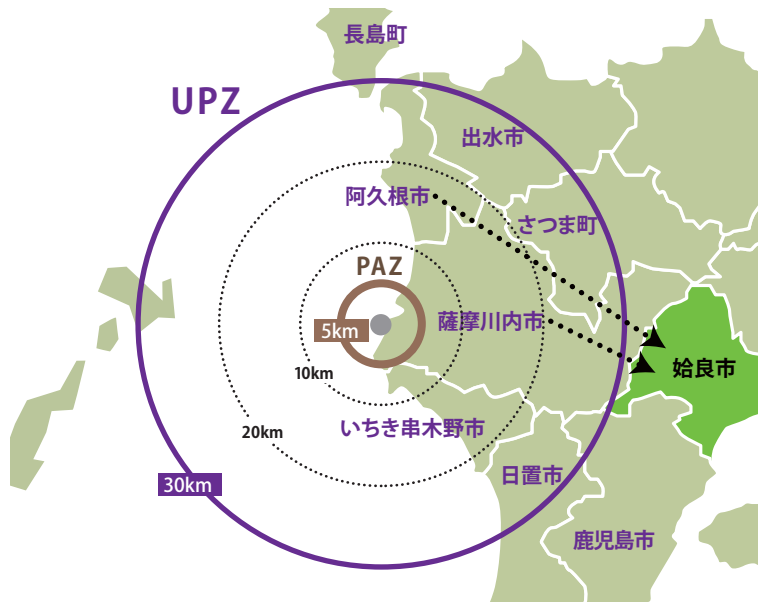 長島町
UPZ
出水市
阿久根市
さつま町
PAZ
5km
薩摩川内市
10km
姶良市
いちき串木野市
20km
日置市
30km
鹿児島市